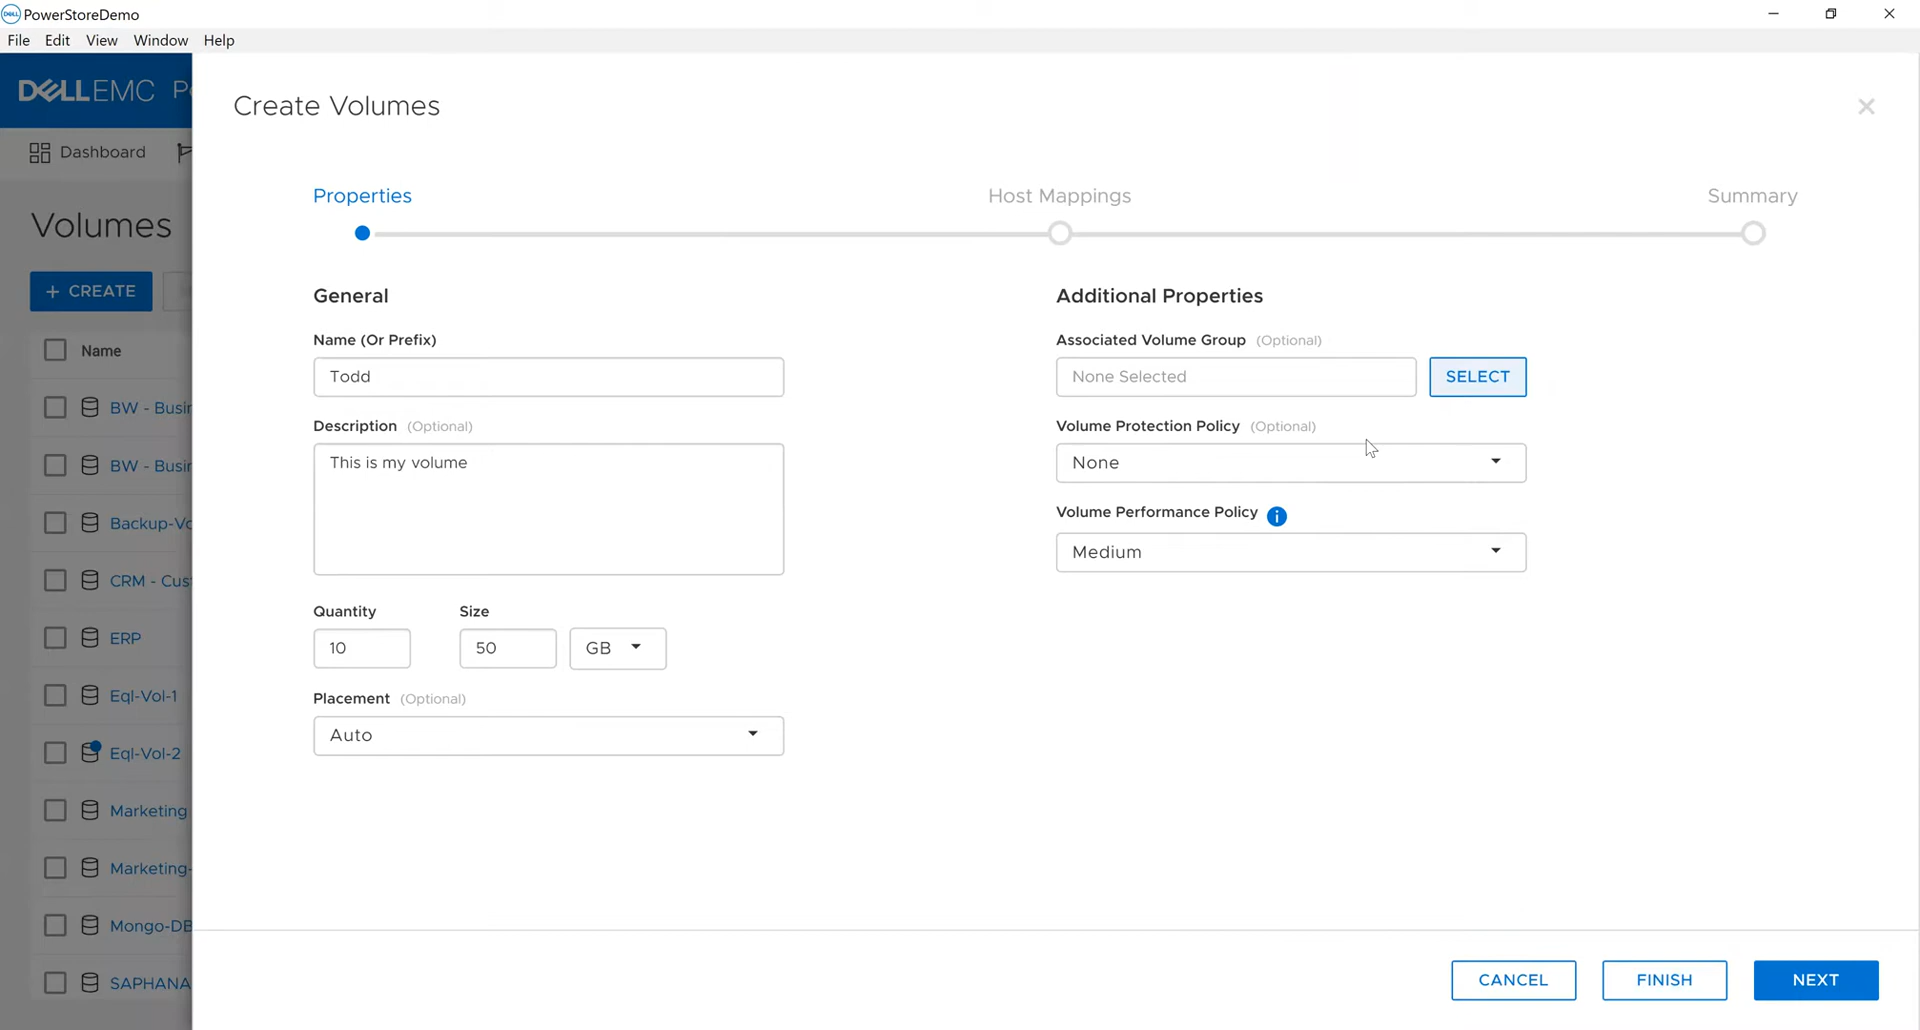 PowerStoreDemo
File Edit View Window Help
DELLEMC
Create Volumes
Dashboard
Properties
Host Mappings
Summary
Volumes
+ CREATE
Name
BW - Busi
BW - Busi
Backup-Vo
CRM - Cus
ERP
Eql-Vol-1
Eql-Vol-2
Marketing
Marketing-
Mongo-DB
SAPHANA
General
Name (Or Prefix)
Todd
Description (Optional)
This is my volume
Quantity
10
Size
50
GB
Placement (Optional)
Auto
Additional Properties
Associated Volume Group (Optional)
None Selected
SELECT
Volume Protection Policy (Optional)
None
Volume Performance Policy
Medium
CANCEL
FINISH
NEXT